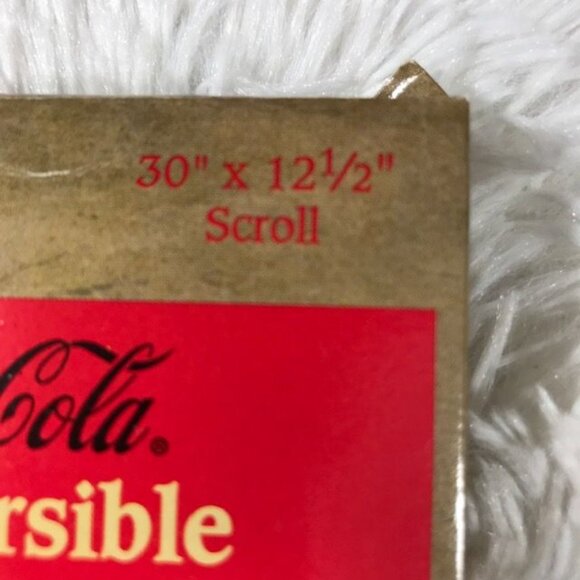 30" x 12½"
Scroll
Cola®
rsible